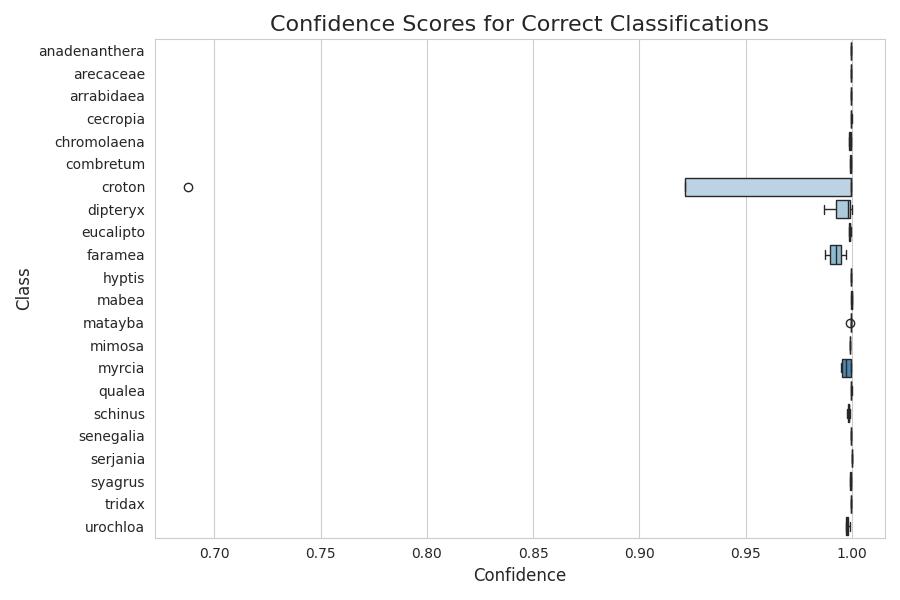 Confidence Scores for Correct Classifications
anadenanthera
arecaceae
arrabidaea
cecropia
chromolaena
combretum
croton
dipteryx
eucalipto
faramea
hyptis
mabea
matayba
mimosa
myrcia
qualea
schinus
senegalia
serjania
syagrus
tridax
urochloa
Class
0.70 0.75 0.80 0.85 0.90 0.95 1.00
Confidence